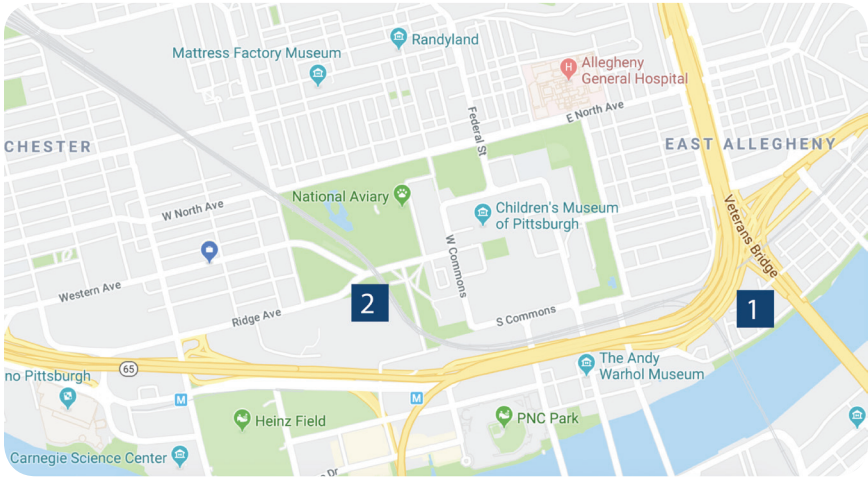 Randyland
Mattress Factory Museum
Allegheny
General Hospital
Federal St
E North Ave
CHESTER
EAST ALLEGHENY
National Aviary
W North Ave
Children's Museum
of Pittsburgh
Veterans Bridge
W Commons
Western Ave
2
1
Ridge Ave
S Commons
The Andy
Warhol Museum
65
no Pittsburgh
M
M
Heinz Field
PNC Park
Carnegie Science Center
Dr
H